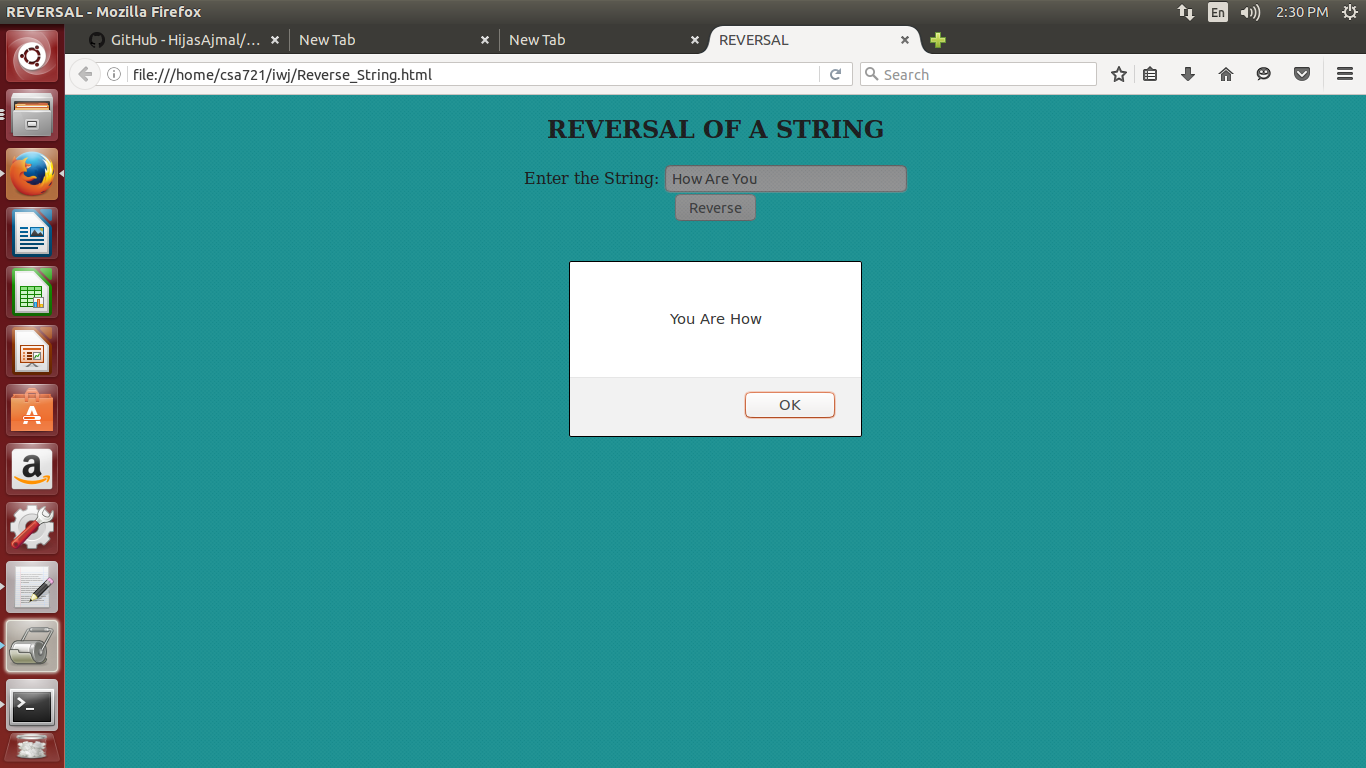 REVERSAL - Mozilla Firefox
En
2:30 PM
GitHub - HijasAjmal/...
New Tab
New Tab
REVERSAL
file:///home/csa721/iwj/Reverse_String.html
Search
REVERSAL OF A STRING
Enter the String: How Are You
Reverse
You Are How
OK